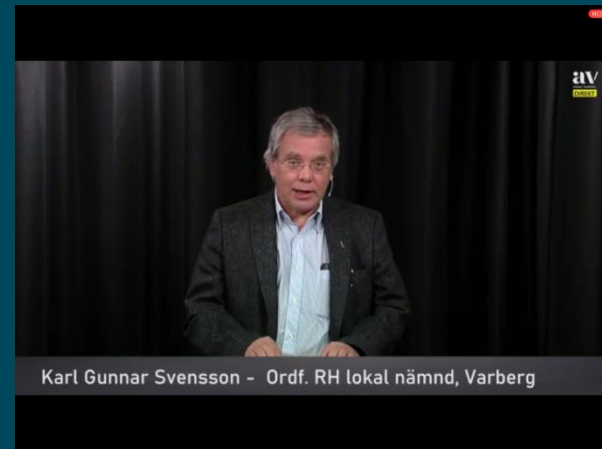 av
DIREKT
Karl Gunnar Svensson - Ordf. RH lokal nämnd, Varberg